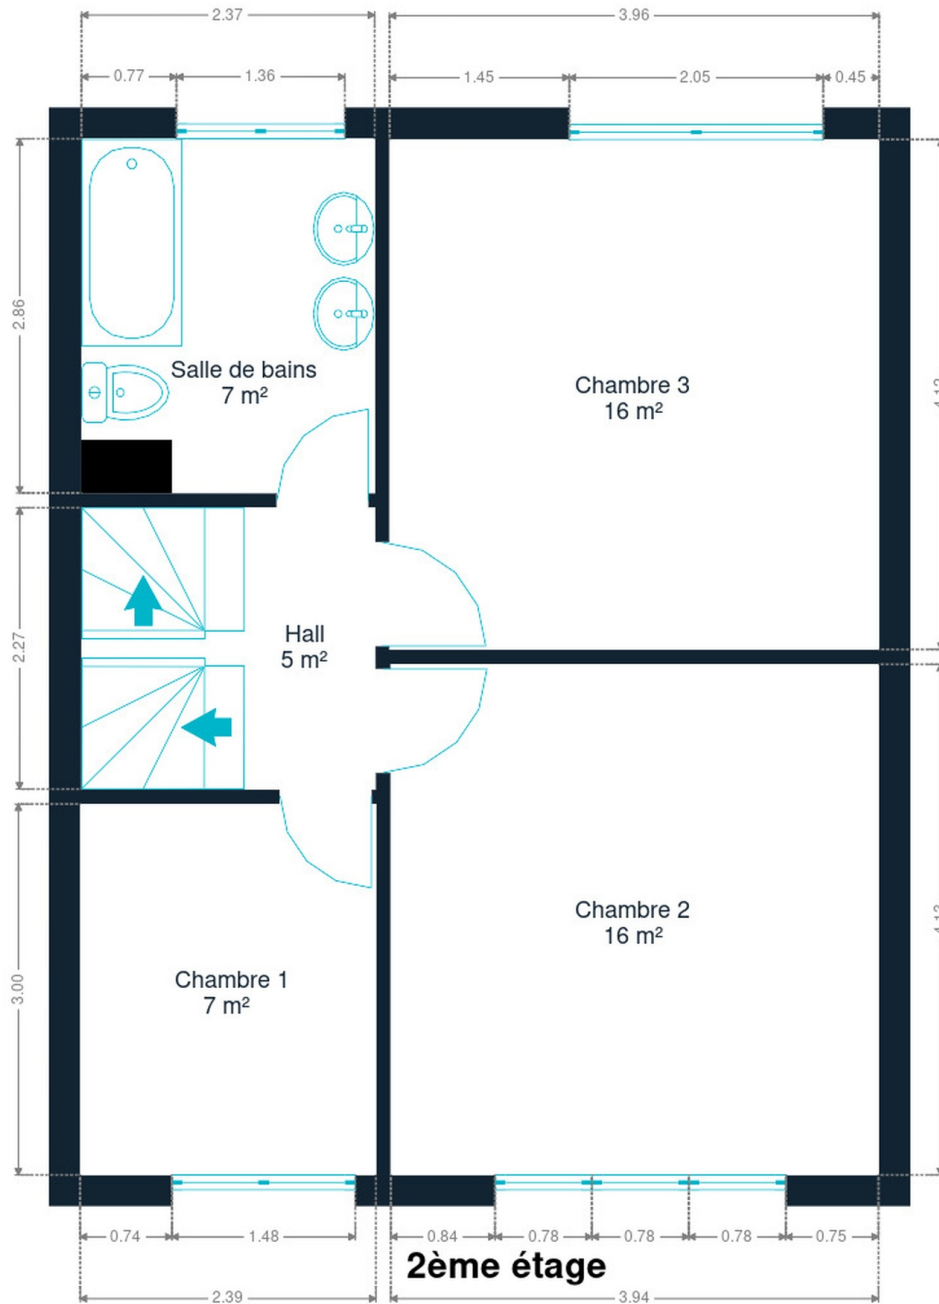 2.37
3.96
0.77
1.36
1.45
2.05
0.45
2.86
Salle de bains
7 m²
Chambre 3
16 m²
2.27
Hall
5 m²
Chambre 2
16 m²
3.00
Chambre 1
7 m²
0.74
1.48
0.84
0.78
0.78
0.78
0.75
2ème étage
2.39
3.94